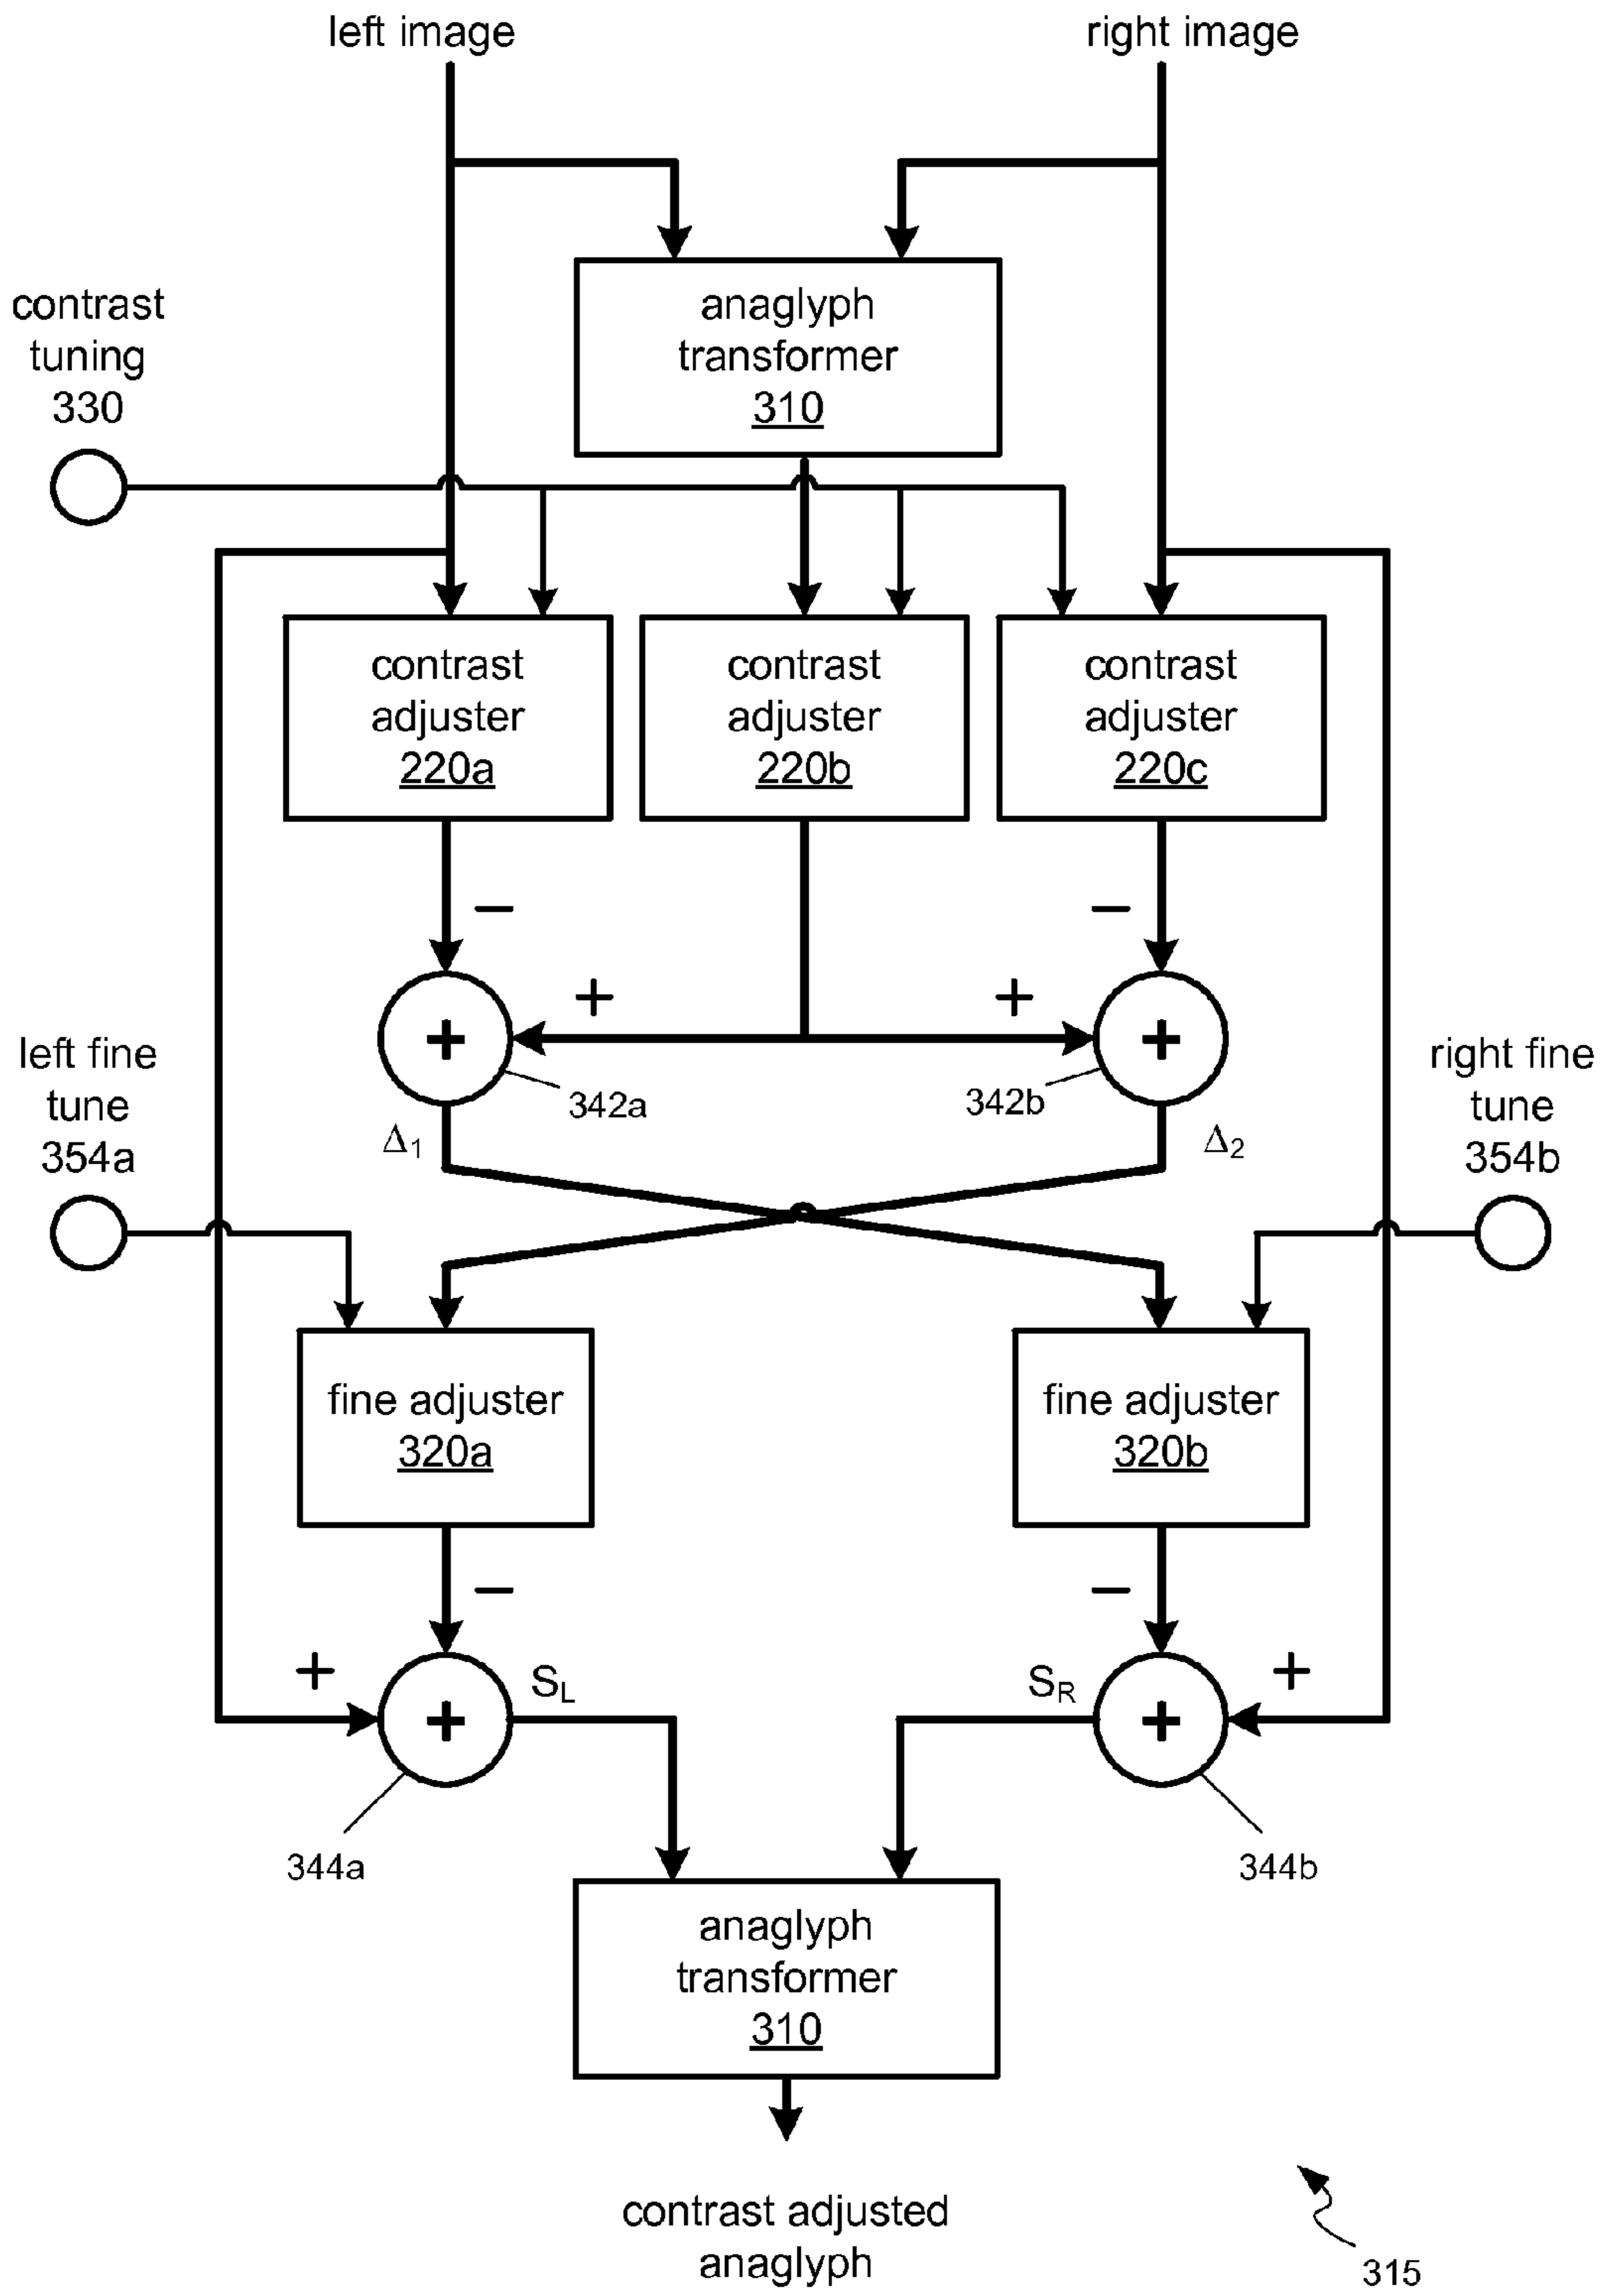 left image
right image
anaglyph
transformer
310
contrast
tuning
330
contrast
adjuster
220a
contrast
adjuster
220b
contrast
adjuster
220c
−
−
+
+
+
+
342a
342b
left fine
tune
354a
right fine
tune
354b
Δ1
Δ2
fine adjuster
320a
fine adjuster
320b
−
−
+
+
SL
SR
+
+
344a
344b
anaglyph
transformer
310
contrast adjusted
anaglyph
315